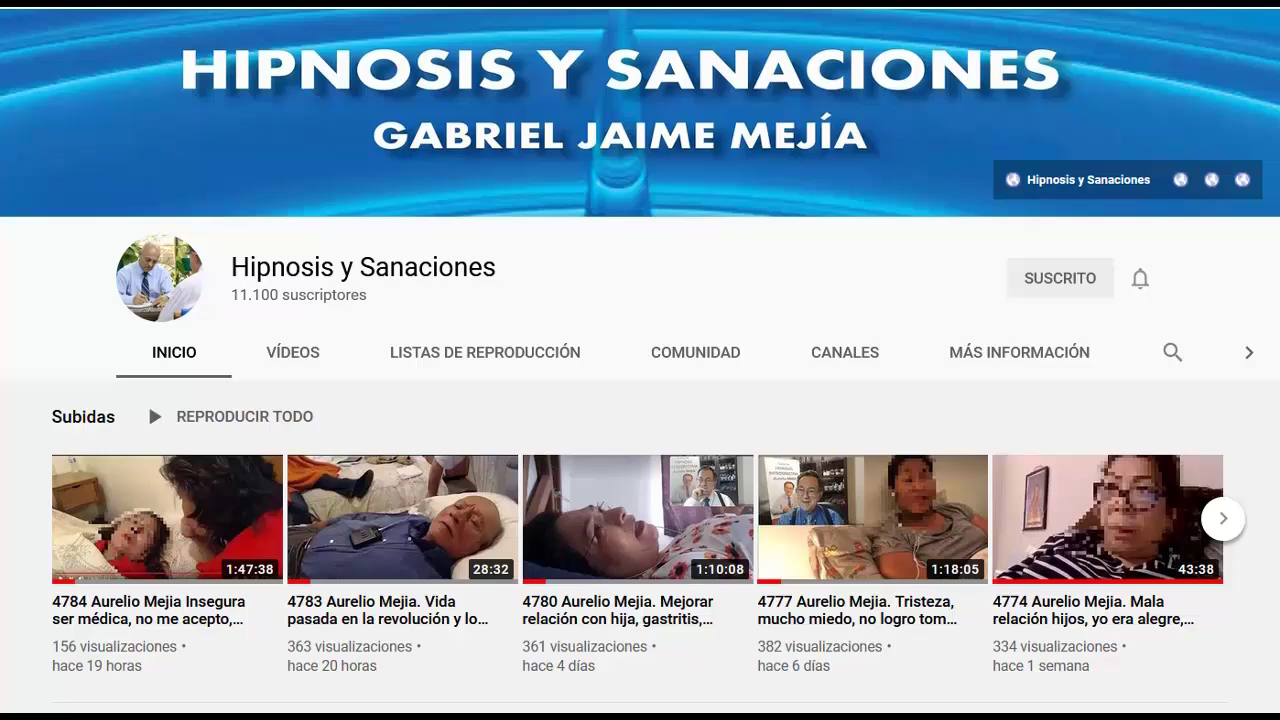 HIPNOSIS Y SANACIONES
GABRIEL JAIME MEJÍA
Hipnosis y Sanaciones
Hipnosis y Sanaciones
11.100 suscriptores
SUSCRITO
INICIO VÍDEOS LISTAS DE REPRODUCCIÓN COMUNIDAD CANALES MÁS INFORMACIÓN
Subidas REPRODUCIR TODO
1:47:38 28:32 1:10:08 1:18:05 43:38
4784 Aurelio Mejia Insegura
ser médica, no me acepto,...
156 visualizaciones •
hace 19 horas
4783 Aurelio Mejia. Vida
pasada en la revolución y lo...
363 visualizaciones •
hace 20 horas
4780 Aurelio Mejia. Mejorar
relación con hija, gastritis,...
361 visualizaciones •
hace 4 días
4777 Aurelio Mejia. Tristeza,
mucho miedo, no logro tom...
382 visualizaciones •
hace 6 días
4774 Aurelio Mejia. Mala
relación hijos, yo era alegre,...
334 visualizaciones •
hace 1 semana